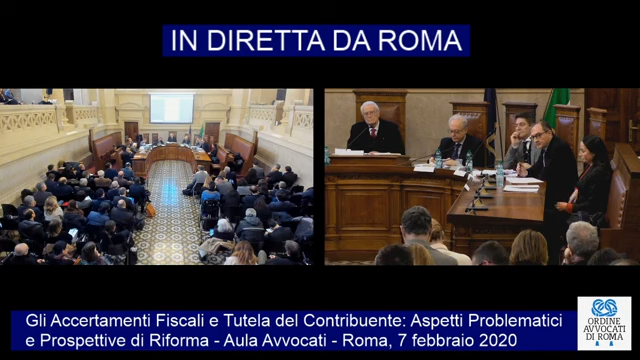 IN DIRETTA DA ROMA
Gli Accertamenti Fiscali e Tutela del Contribuente: Aspetti Problematici
e Prospettive di Riforma - Aula Avvocati - Roma, 7 febbraio 2020
ORDINE
AVVOCATI
DI ROMA